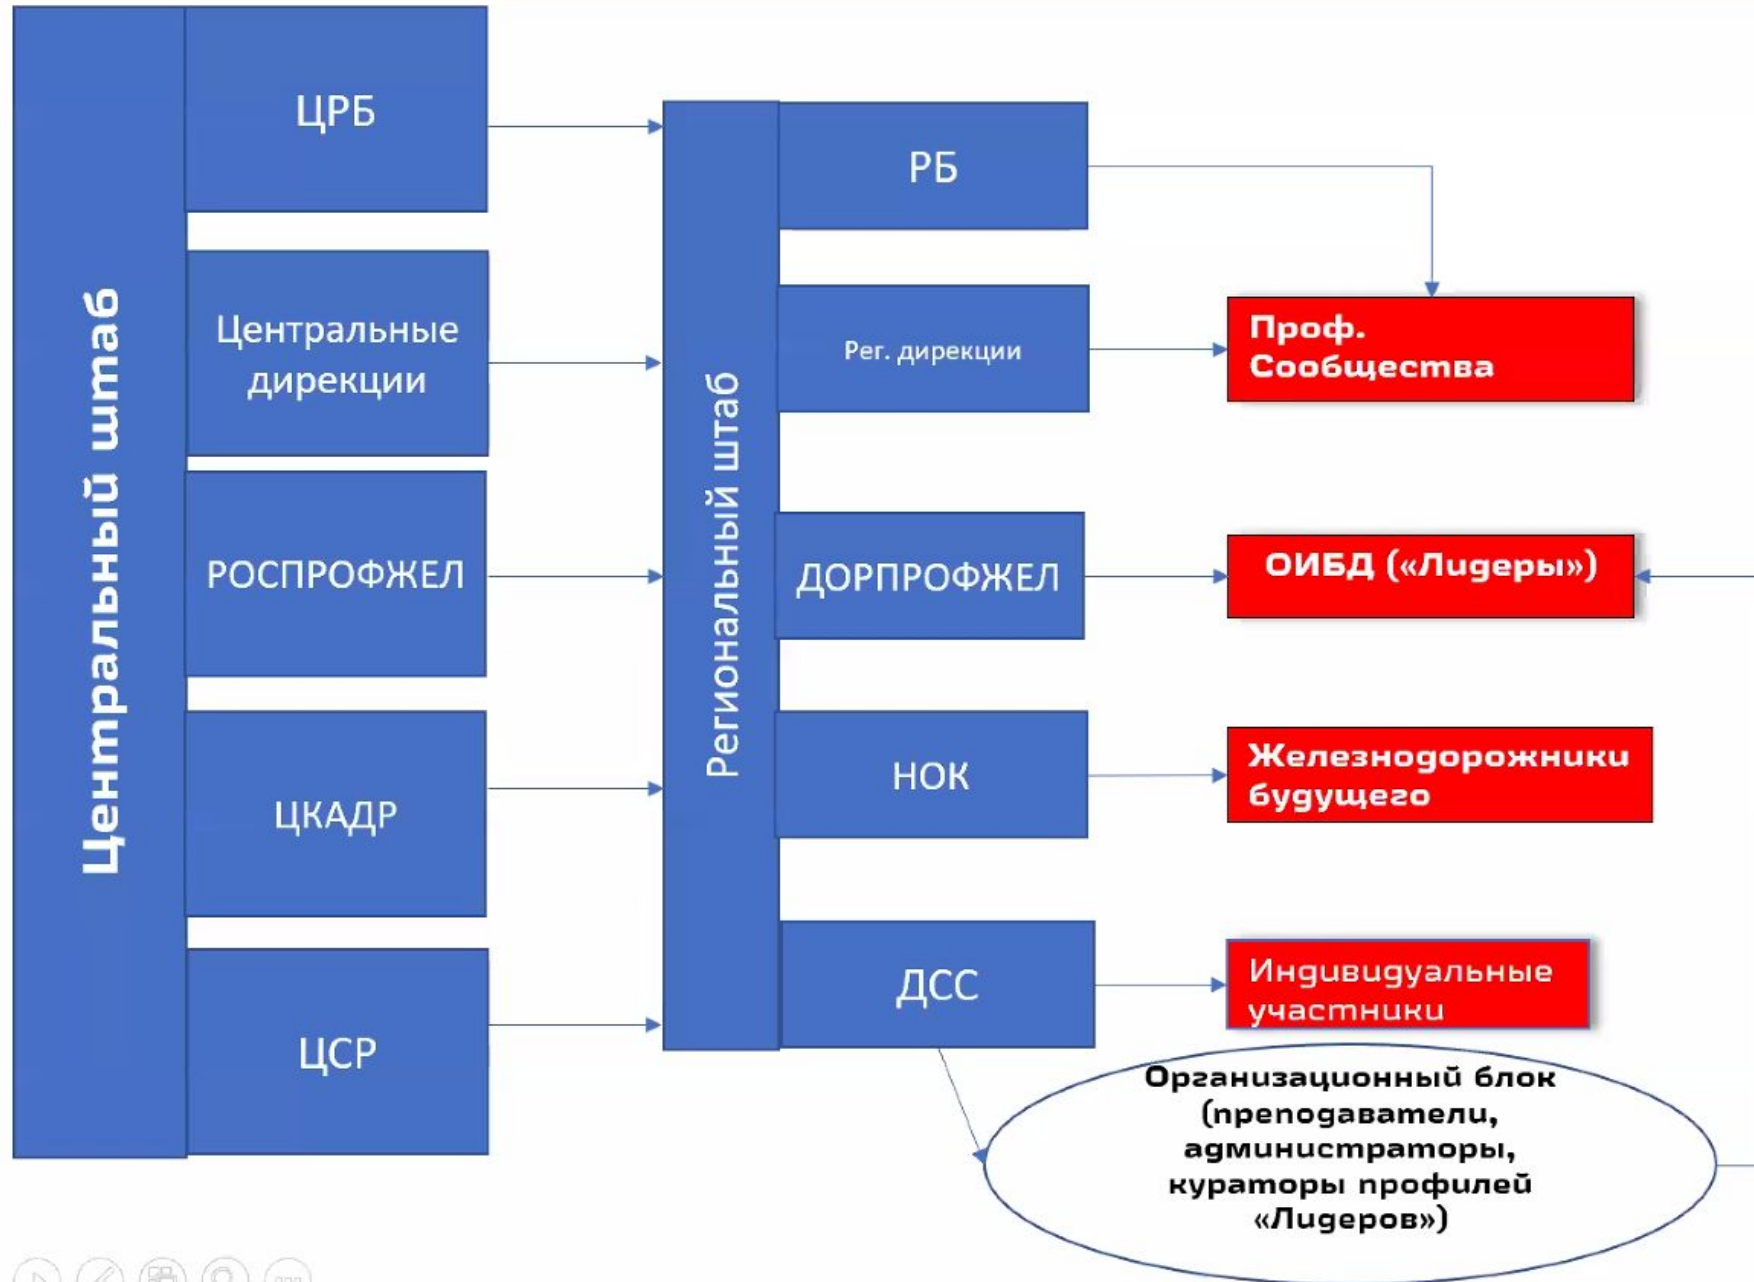 Центральный штаб
ЦРБ
Центральные
дирекции
РОСПРОФЖЕЛ
ЦКАДР
ЦСР
Региональный штаб
РБ
Рег. дирекции
ДОРПРОФЖЕЛ
НОК
ДСС
Проф.
Сообщества
ОИБД («Лидеры»)
Железнодорожники
будущего
Индивидуальные
участники
Организационный блок
(преподаватели,
администраторы,
кураторы профилей
«Лидеров»)